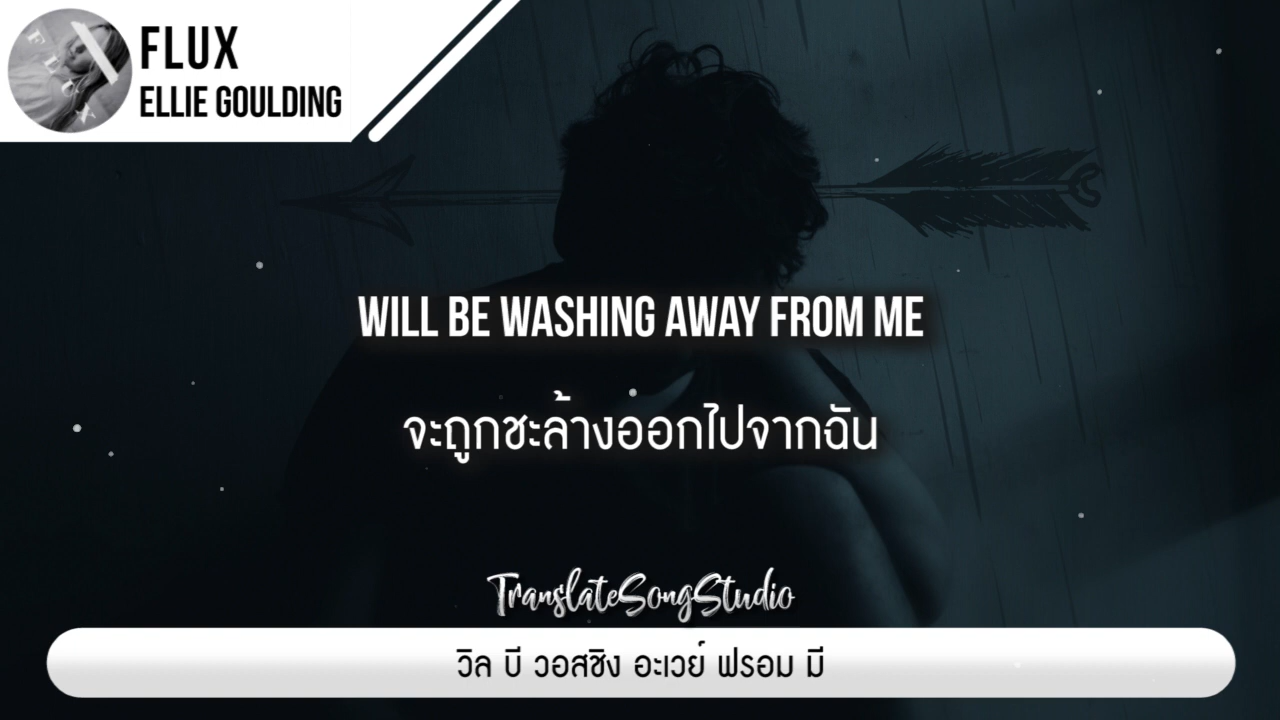 FLUX
ELLIE GOULDING
WILL BE WASHING AWAY FROM ME
จะถูกชะล้างออกไปจากฉัน
TranslateSongStudio
วิล บี วอสชิง อะเวย์ ฟรอม มี